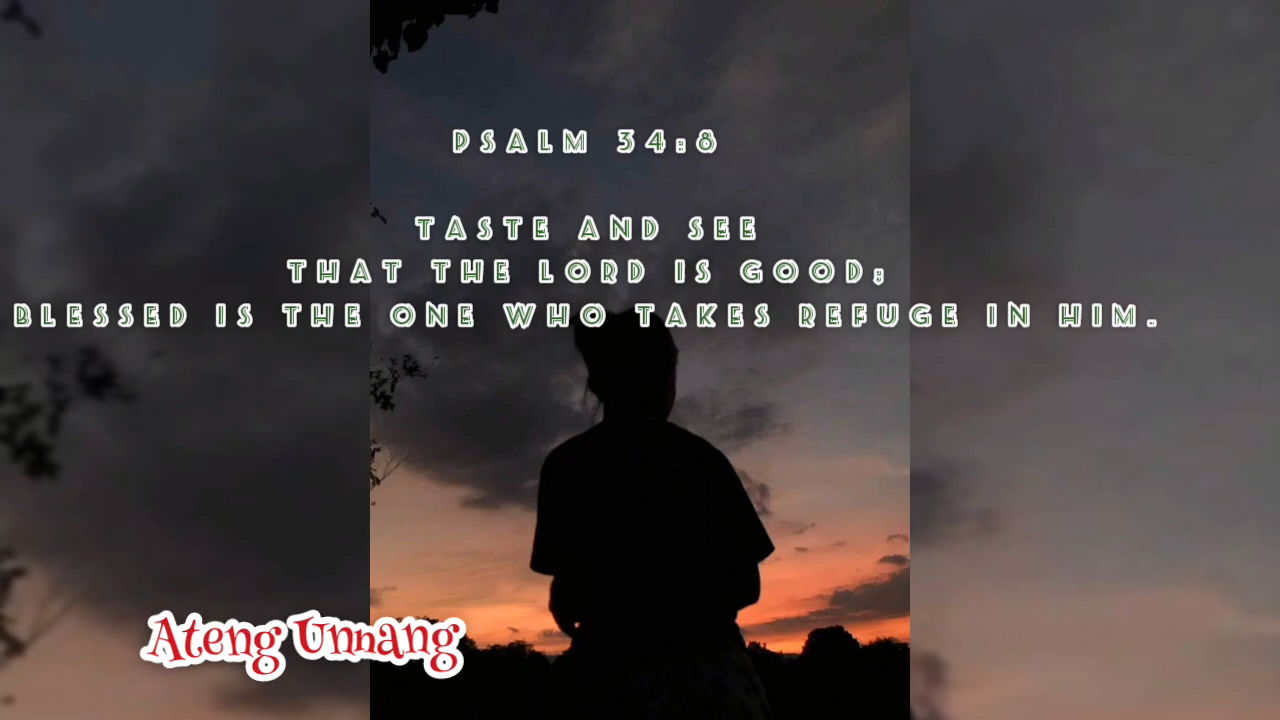 PSALM 34:8
TASTE AND SEE
THAT THE LORD IS GOOD;
BLESSED IS THE ONE WHO TAKES REFUGE IN HIM.
Ateng Unnang